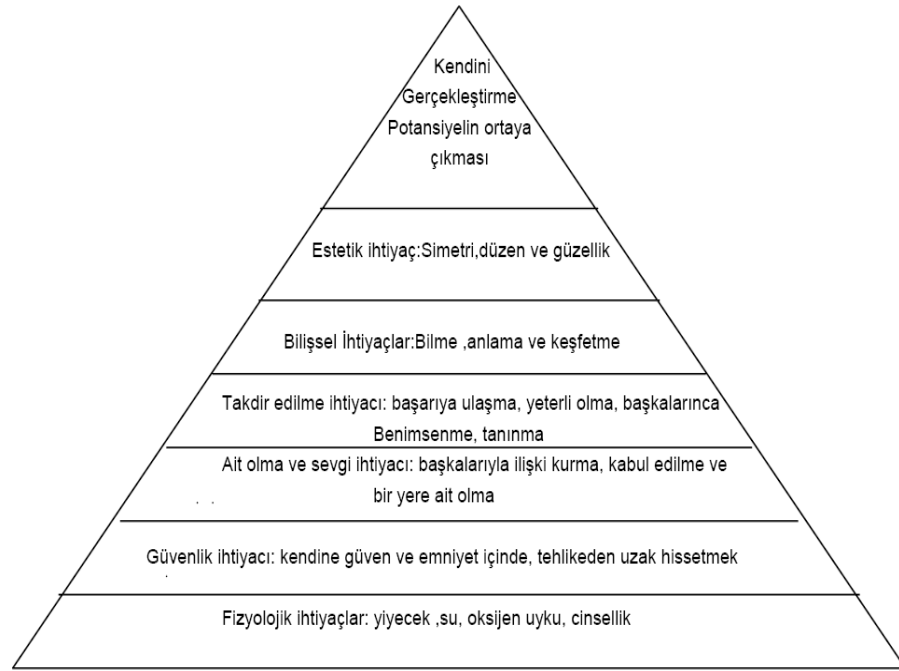 Kendini
Gerçekleştirme
Potansiyelin ortaya
çıkması
Estetik ihtiyaç:Simetri,düzen ve güzellik
Bilişsel İhtiyaçlar:Bilme ,anlama ve keşfetme
Takdir edilme ihtiyacı: başarıya ulaşma, yeterli olma, başkalarınca
Benimsenme, tanınma
Ait olma ve sevgi ihtiyacı: başkalarıyla ilişki kurma, kabul edilme ve
bir yere ait olma
Güvenlik ihtiyacı: kendine güven ve emniyet içinde, tehlikeden uzak hissetmek
Fizyolojik ihtiyaçlar: yiyecek ,su, oksijen uyku, cinsellik